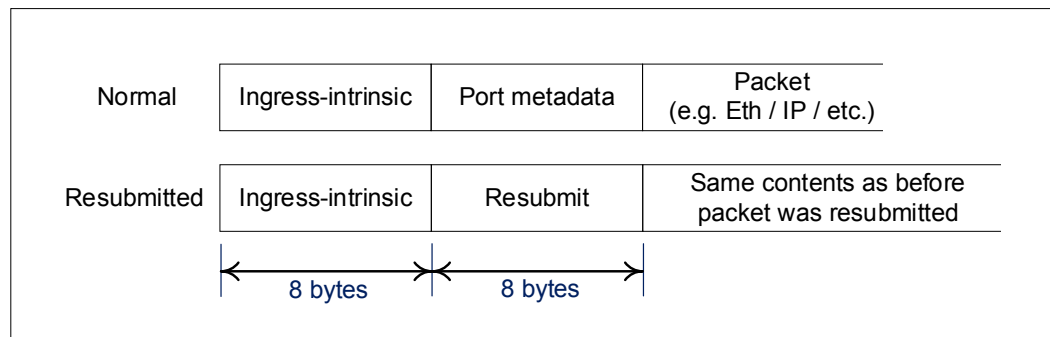 Normal
Ingress-intrinsic
Port metadata
Packet
(e.g. Eth / IP / etc.)
Resubmitted
Ingress-intrinsic
Resubmit
Same contents as before
packet was resubmitted
8 bytes
8 bytes